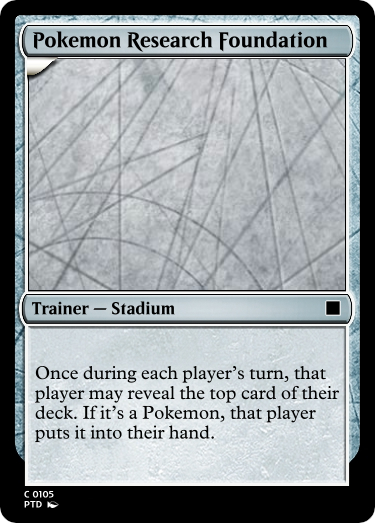 Pokemon Research Foundation
Trainer — Stadium
Once during each player's turn, that
player may reveal the top card of their
deck. If it's a Pokemon, that player
puts it into their hand.
C 0105
PTD